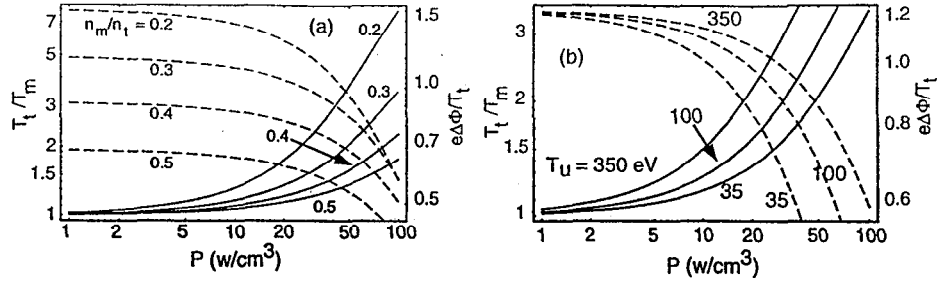 (a)
n_m/n_t = 0.2
0.3
0.4
0.5
0.2
0.3
0.4
0.5
7
5
3
2
1.5
1
T_t/T_m
1.5
1.0
0.7
0.5
eΔΦ/T_t
1 2 5 10 20 50 100
P (w/cm³)
(b)
350
100
T_u = 350 eV
35
35
100
3
2
1.5
1
T_t/T_m
1.2
1.0
0.8
0.6
eΔΦ/T_t
1 2 5 10 20 50 100
P (w/cm³)